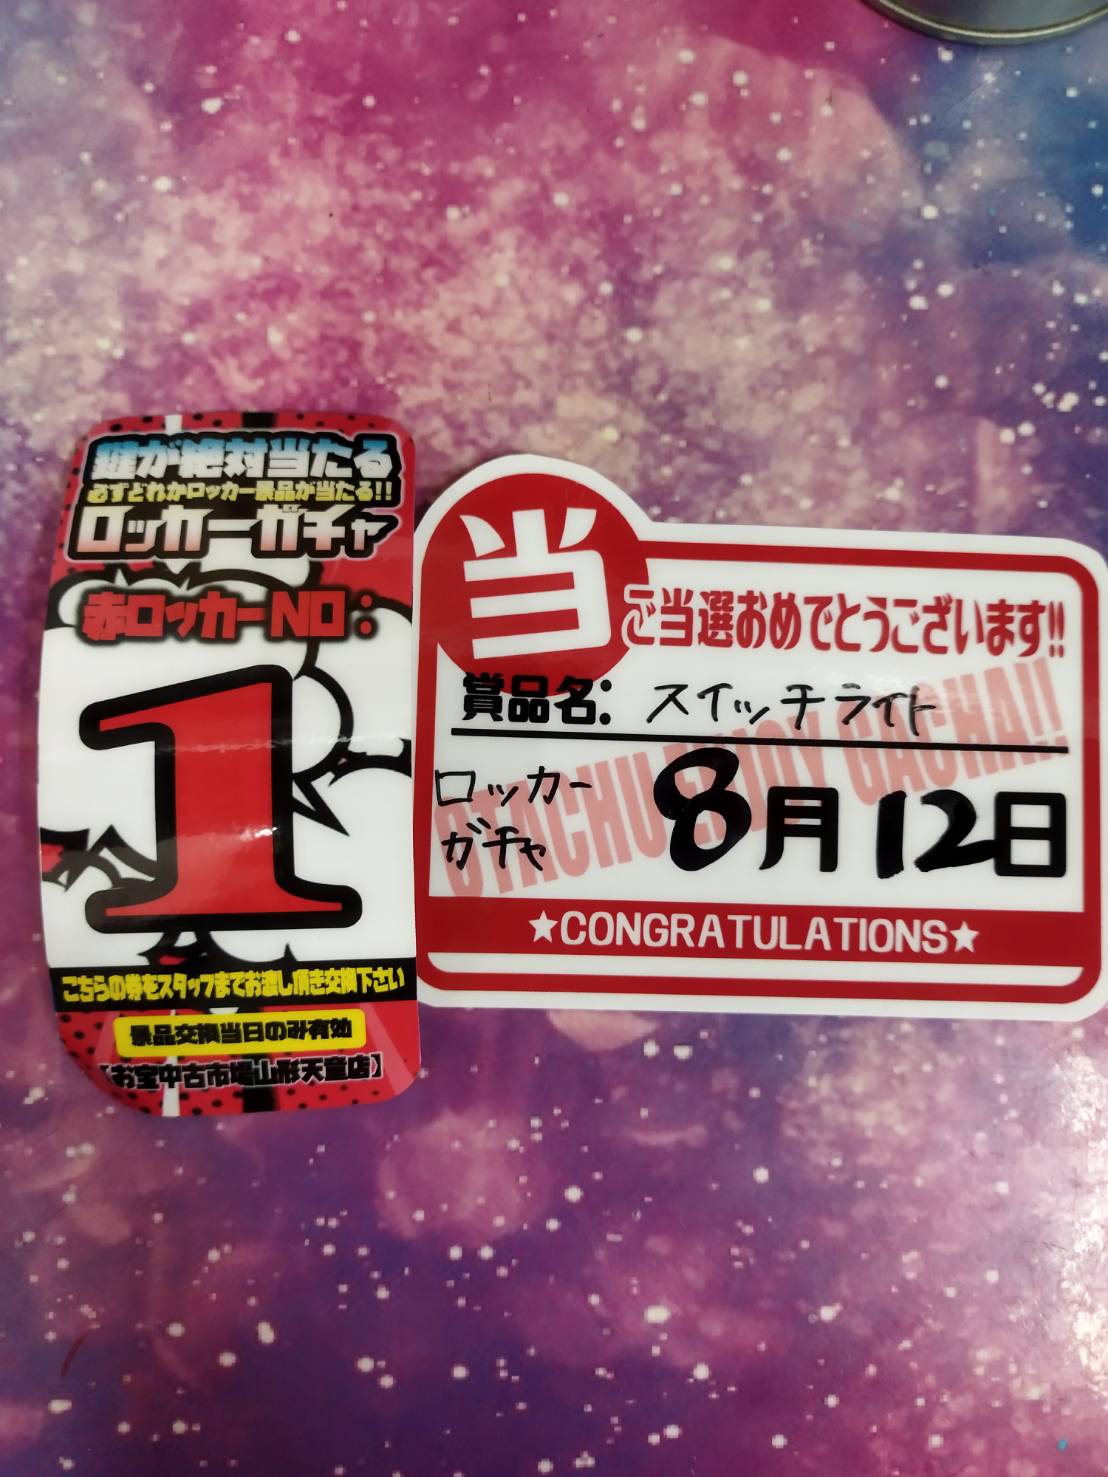 鍵が絶対当たる
必ずどれかロッカー景品が当たる!!
ロッカーガチャ
赤ロッカーNO：
1
こちらの券をスタッフまでお渡し頂き交換下さい
景品交換当日のみ有効
【お宝中古市場山形天童店】
当
ご当選おめでとうございます!!
賞品名：スイッチライト
ロッカー
ガチャ
8月12日
OTACHU ENJOY GACHA!!
★CONGRATULATIONS★